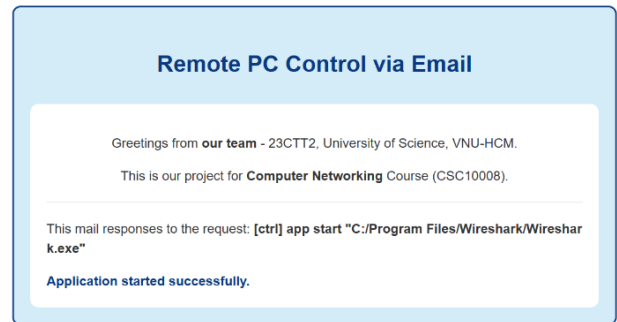 Remote PC Control via Email
Greetings from our team - 23CTT2, University of Science, VNU-HCM.
This is our project for Computer Networking Course (CSC10008).
This mail responses to the request: [ctrl] app start "C:/Program Files/Wireshark/Wireshar
k.exe"
Application started successfully.